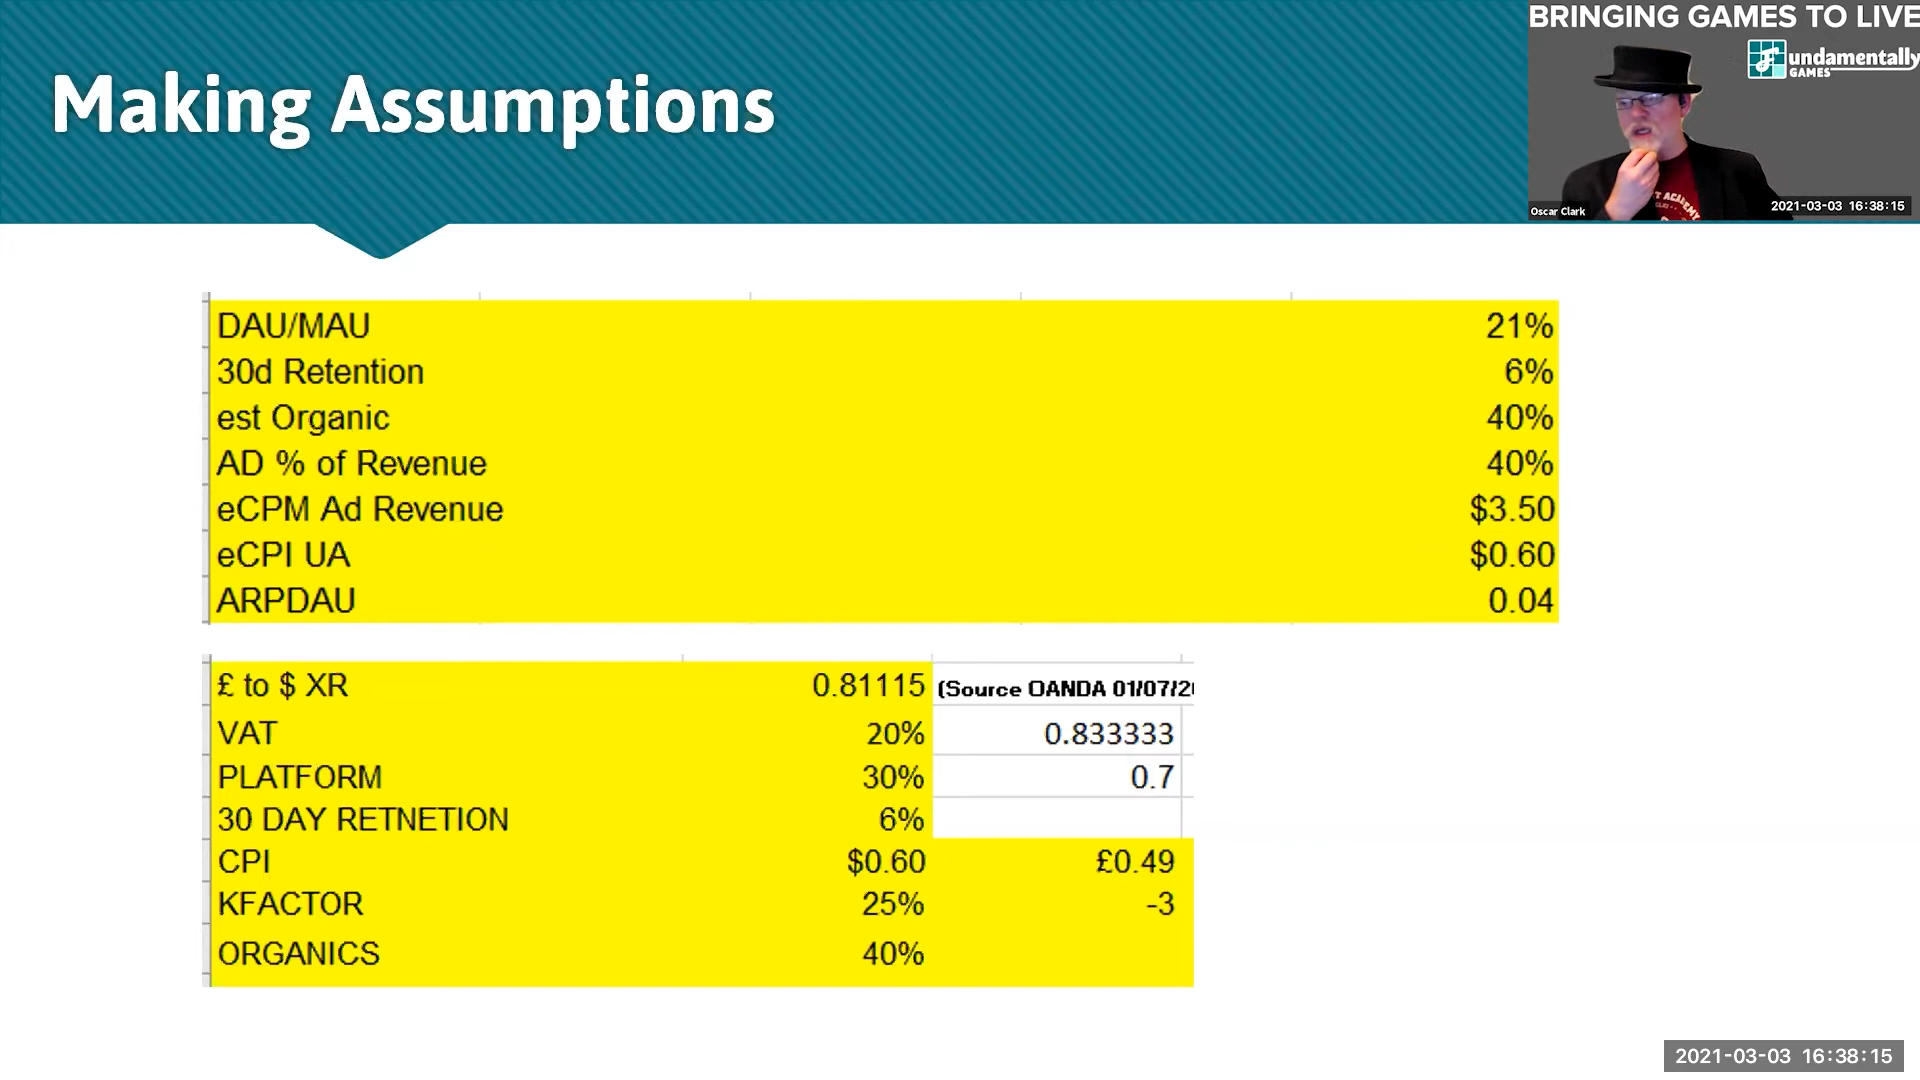 Making Assumptions
BRINGING GAMES TO LIVE
Fundamentally
GAMES
T ACADEMY
Oscar Clark
2021-03-03 16:38:15
DAU/MAU 21%
30d Retention 6%
est Organic 40%
AD % of Revenue 40%
eCPM Ad Revenue $3.50
eCPI UA $0.60
ARPDAU 0.04
£ to $ XR 0.81115 (Source OANDA 01/07/20
VAT 20% 0.833333
PLATFORM 30% 0.7
30 DAY RETNETION 6%
CPI $0.60 £0.49
KFACTOR 25% -3
ORGANICS 40%
2021-03-03 16:38:15